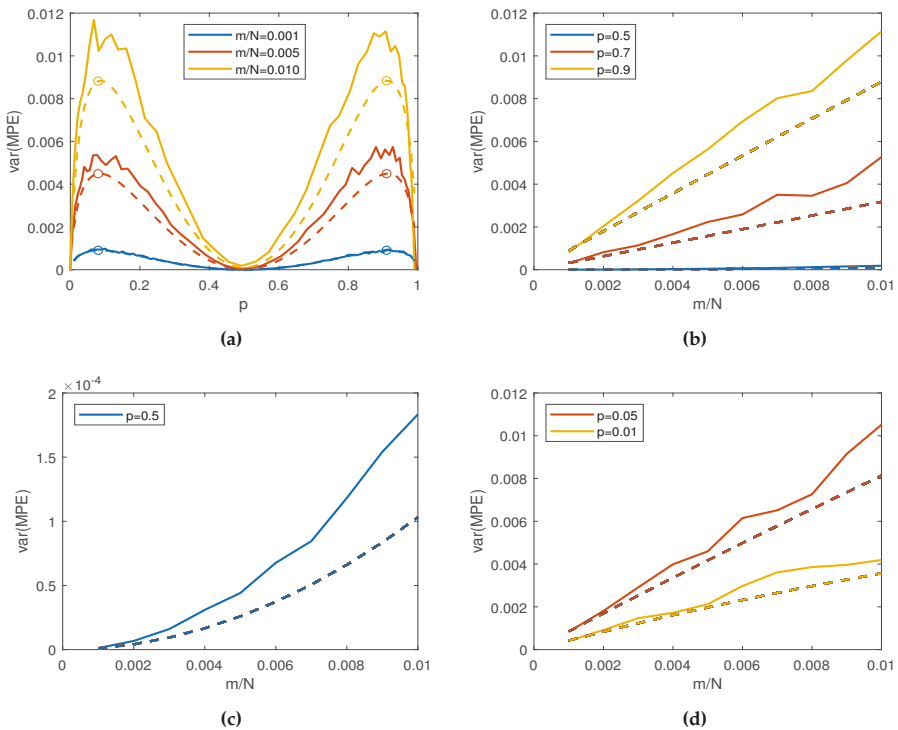 m/N=0.001
m/N=0.005
m/N=0.010
0.012
0.01
0.008
0.006
0.004
0.002
0
var(MPE)
0
0.2
0.4
0.6
0.8
1
p
(a)
p=0.5
p=0.7
p=0.9
0.012
0.01
0.008
0.006
0.004
0.002
0
var(MPE)
0
0.002
0.004
0.006
0.008
0.01
m/N
(b)
×10⁻⁴
p=0.5
2
1.5
1
0.5
0
var(MPE)
0
0.002
0.004
0.006
0.008
0.01
m/N
(c)
p=0.05
p=0.01
0.012
0.01
0.008
0.006
0.004
0.002
0
var(MPE)
0
0.002
0.004
0.006
0.008
0.01
m/N
(d)